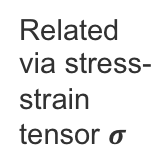 Related
via stress-
strain
tensor 𝝈